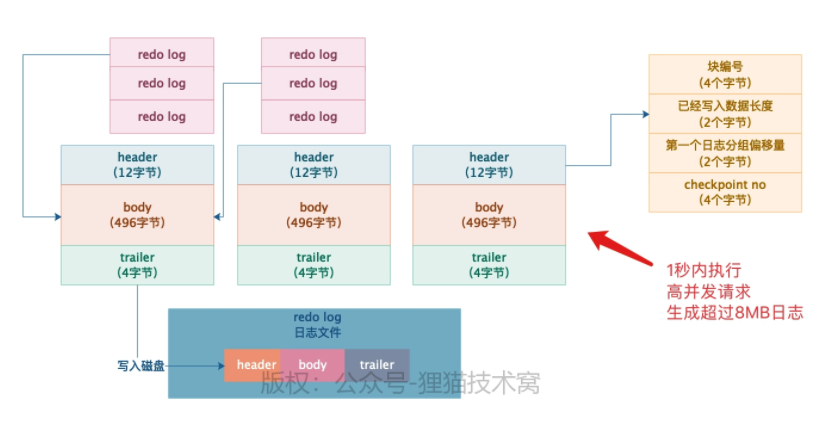 redo log
redo log
redo log
redo log
redo log
redo log
header
(12字节)
body
(496字节)
trailer
(4字节)
header
(12字节)
body
(496字节)
trailer
(4字节)
header
(12字节)
body
(496字节)
trailer
(4字节)
块编号
(4个字节)
已经写入数据长度
(2个字节)
第一个日志分组偏移量
(2个字节)
checkpoint no
(4个字节)
1秒内执行
高并发请求
生成超过8MB日志
redo log
日志文件
写入磁盘
header
body
trailer
版权：公众号-狸猫技术窝